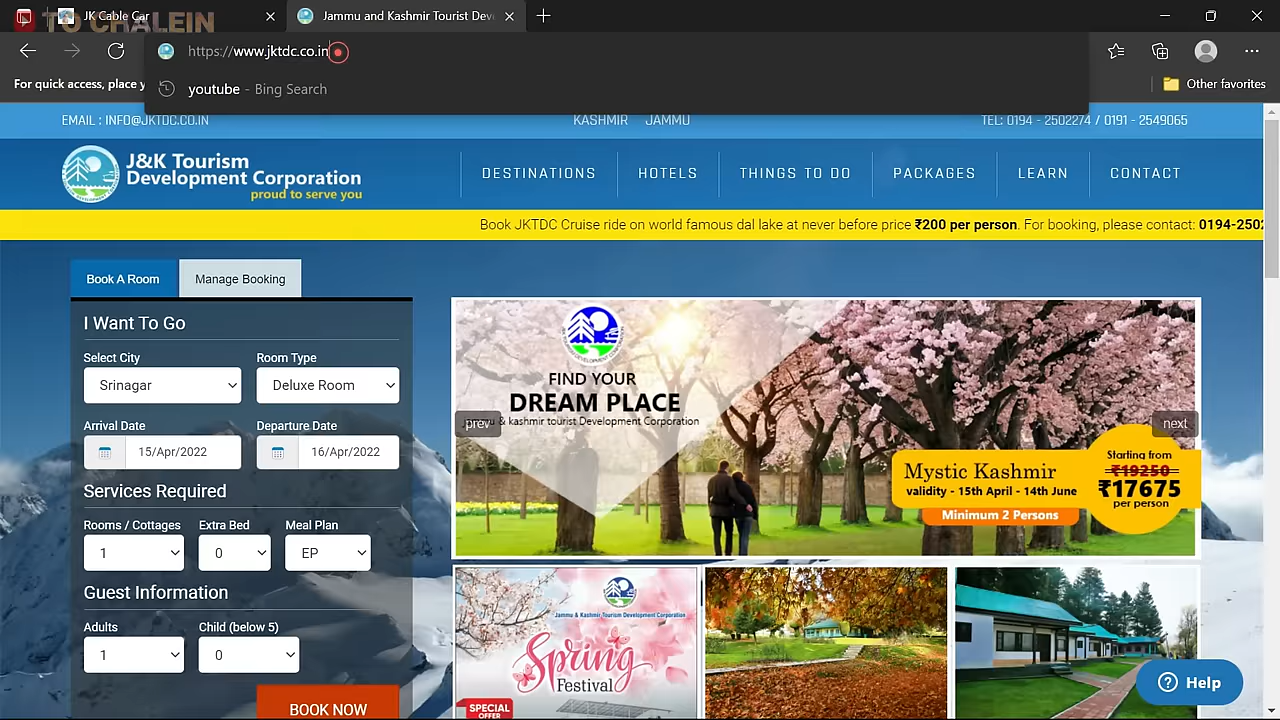 TO CHALEIN
JK Cable Car
Jammu and Kashmir Tourist Dev
https://www.jktdc.co.in
For quick access, place y
youtube - Bing Search
Other favorites
EMAIL : INFO@JKTDC.CO.IN
KASHMIR JAMMU
TEL: 0194 - 2502274 / 0191 - 2549065
J&K Tourism
Development Corporation
proud to serve you
DESTINATIONS
HOTELS
THINGS TO DO
PACKAGES
LEARN
CONTACT
Book JKTDC Cruise ride on world famous dal lake at never before price ₹200 per person. For booking, please contact: 0194-2502
Book A Room
Manage Booking
I Want To Go
Select City
Room Type
Srinagar
Deluxe Room
Arrival Date
Departure Date
15/Apr/2022
16/Apr/2022
Services Required
Rooms / Cottages
Extra Bed
Meal Plan
1
0
EP
Guest Information
Adults
Child (below 5)
1
0
BOOK NOW
FIND YOUR
DREAM PLACE
& kashmir tourist Development Corporation
prev
next
Mystic Kashmir
validity - 15th April - 14th June
Minimum 2 Persons
Starting from
₹19250
₹17675
per person
Jammu & Kashmir Tourism Development Corporation
Spring
Festival
SPECIAL
OFFER
Help